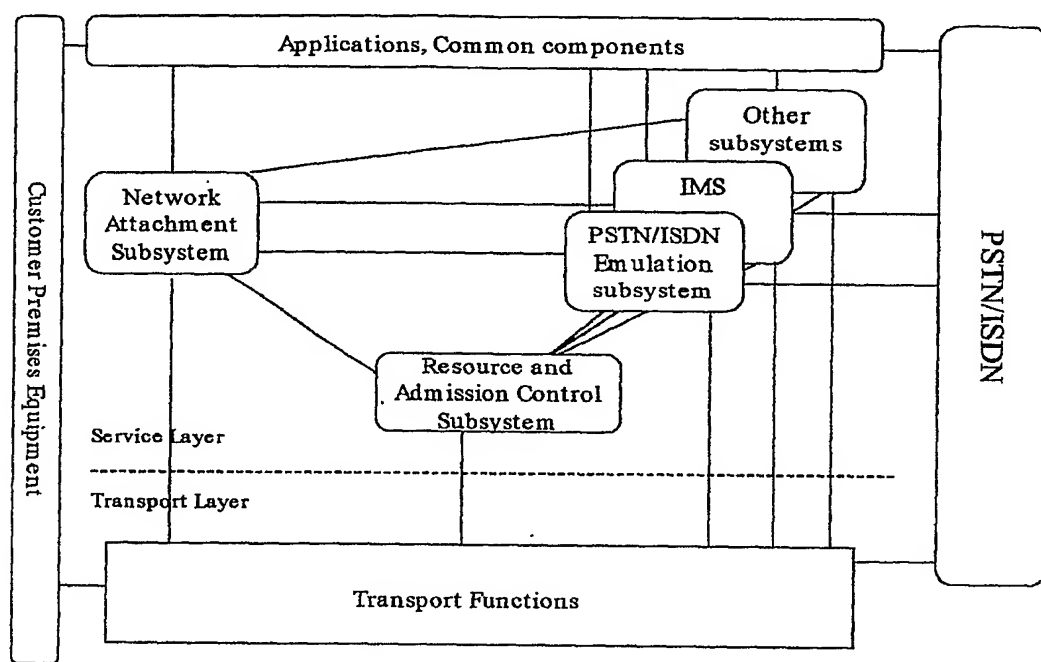 Applications, Common components
Other
subsystems
IMS
Network
Attachment
Subsystem
PSTN/ISDN
Emulation
subsystem
Resource and
Admission Control
Subsystem
Service Layer
Transport Layer
Transport Functions
Customer Premises Equipment
PSTN/ISDN